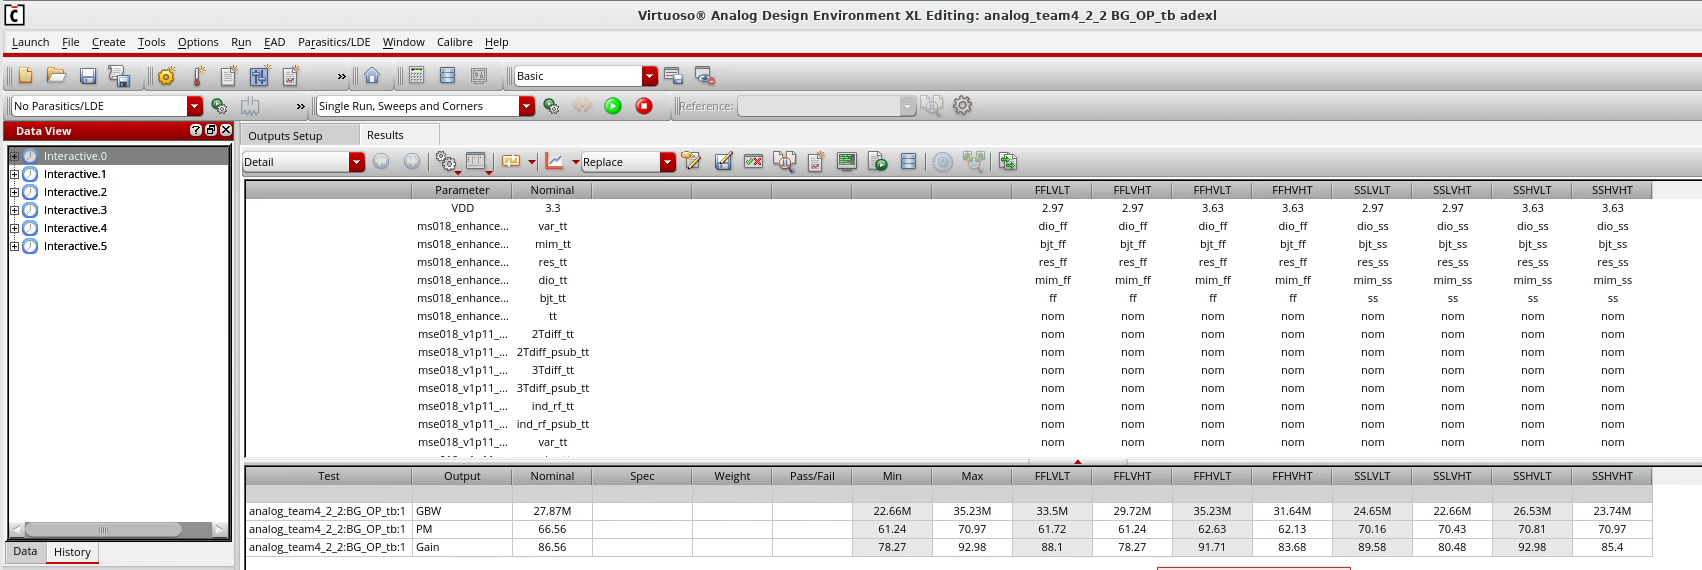 Virtuoso® Analog Design Environment XL Editing: analog_team4_2_2 BG_OP_tb adexl
Launch File Create Tools Options Run EAD Parasitics/LDE Window Calibre Help
» Basic
No Parasitics/LDE » Single Run, Sweeps and Corners Reference:
Data View
Interactive.0
Interactive.1
Interactive.2
Interactive.3
Interactive.4
Interactive.5
Data History
Outputs Setup Results
Detail Replace
Parameter Nominal FFLVLT FFLVHT FFHVLT FFHVHT SSLVLT SSLVHT SSHVLT SSHVHT
VDD 3.3 2.97 2.97 3.63 3.63 2.97 2.97 3.63 3.63
ms018_enhance... var_tt dio_ff dio_ff dio_ff dio_ff dio_ss dio_ss dio_ss dio_ss
ms018_enhance... mim_tt bjt_ff bjt_ff bjt_ff bjt_ff bjt_ss bjt_ss bjt_ss bjt_ss
ms018_enhance... res_tt res_ff res_ff res_ff res_ff res_ss res_ss res_ss res_ss
ms018_enhance... dio_tt mim_ff mim_ff mim_ff mim_ff mim_ss mim_ss mim_ss mim_ss
ms018_enhance... bjt_tt ff ff ff ff ss ss ss ss
ms018_enhance... tt nom nom nom nom nom nom nom nom
mse018_v1p11_... 2Tdiff_tt nom nom nom nom nom nom nom nom
mse018_v1p11_... 2Tdiff_psub_tt nom nom nom nom nom nom nom nom
mse018_v1p11_... 3Tdiff_tt nom nom nom nom nom nom nom nom
mse018_v1p11_... 3Tdiff_psub_tt nom nom nom nom nom nom nom nom
mse018_v1p11_... ind_rf_tt nom nom nom nom nom nom nom nom
mse018_v1p11_... ind_rf_psub_tt nom nom nom nom nom nom nom nom
mse018_v1p11_... var_tt nom nom nom nom nom nom nom nom
Test Output Nominal Spec Weight Pass/Fail Min Max FFLVLT FFLVHT FFHVLT FFHVHT SSLVLT SSLVHT SSHVLT SSHVHT
analog_team4_2_2:BG_OP_tb:1 GBW 27.87M 22.66M 35.23M 33.5M 29.72M 35.23M 31.64M 24.65M 22.66M 26.53M 23.74M
analog_team4_2_2:BG_OP_tb:1 PM 66.56 61.24 70.97 61.72 61.24 62.63 62.13 70.16 70.43 70.81 70.97
analog_team4_2_2:BG_OP_tb:1 Gain 86.56 78.27 92.98 88.1 78.27 91.71 83.68 89.58 80.48 92.98 85.4